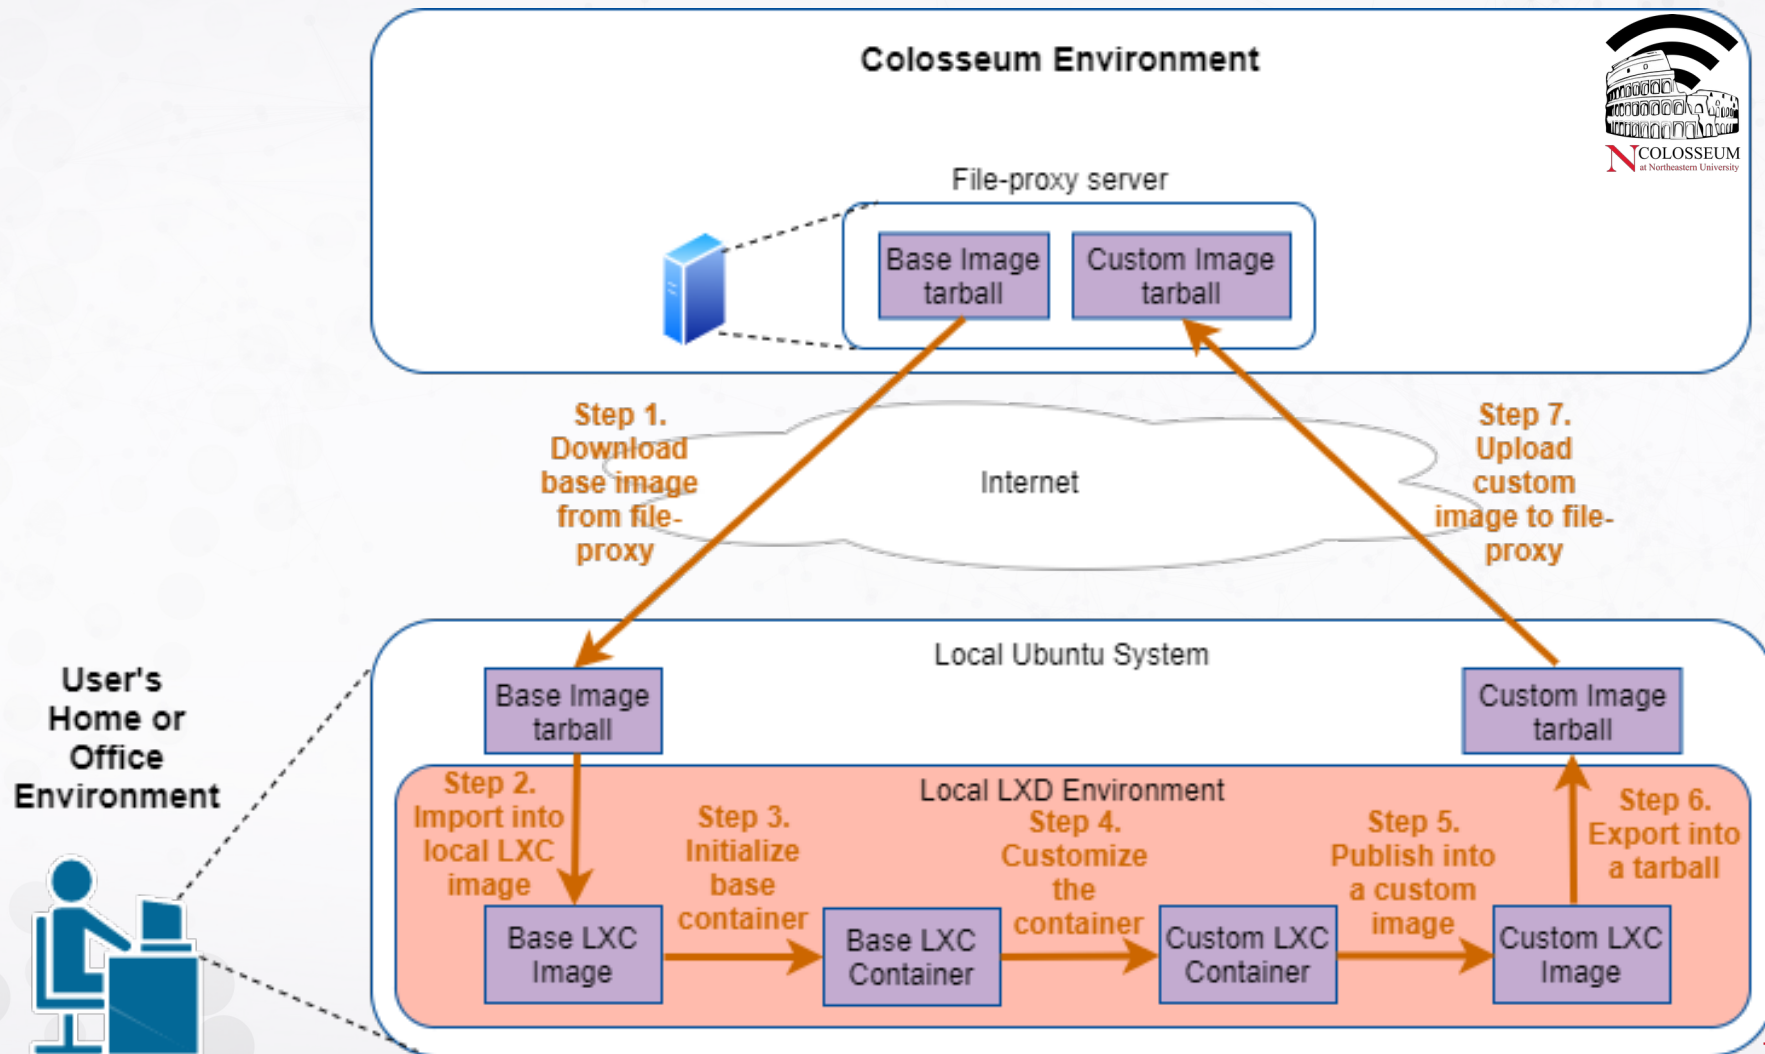 Colosseum Environment
N COLOSSEUM
at Northeastern University
File-proxy server
Base Image
tarball
Custom Image
tarball
Step 1.
Download
base image
from file-
proxy
Internet
Step 7.
Upload
custom
image to file-
proxy
User's
Home or
Office
Environment
Local Ubuntu System
Base Image
tarball
Custom Image
tarball
Local LXD Environment
Step 2.
Import into
local LXC
image
Step 3.
Initialize
base
container
Step 4.
Customize
the
container
Step 5.
Publish into
a custom
image
Step 6.
Export into
a tarball
Base LXC
Image
Base LXC
Container
Custom LXC
Container
Custom LXC
Image